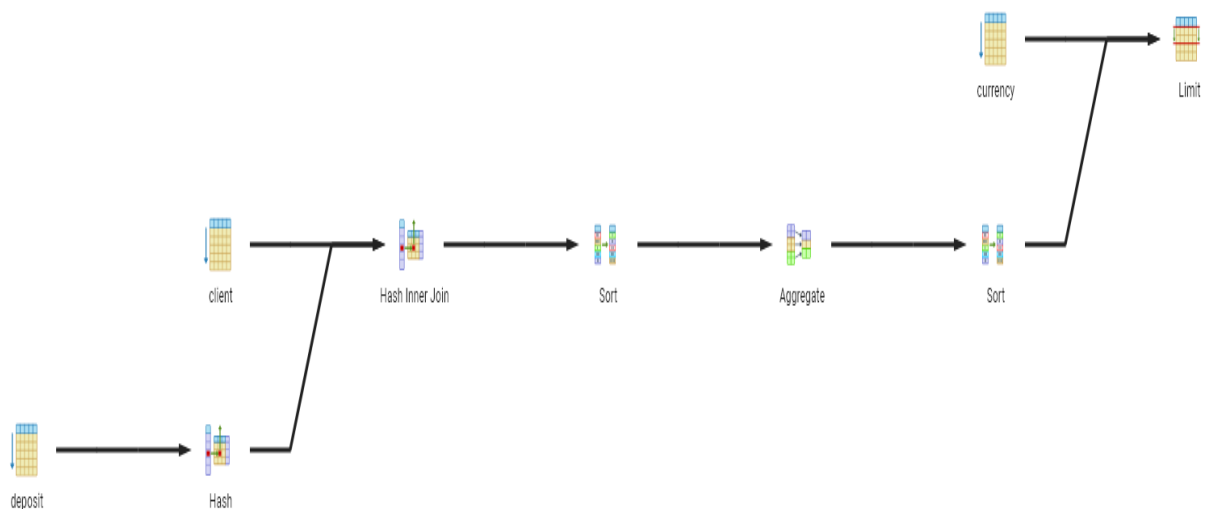 currency
Limit
client
Hash Inner Join
Sort
Aggregate
Sort
deposit
Hash